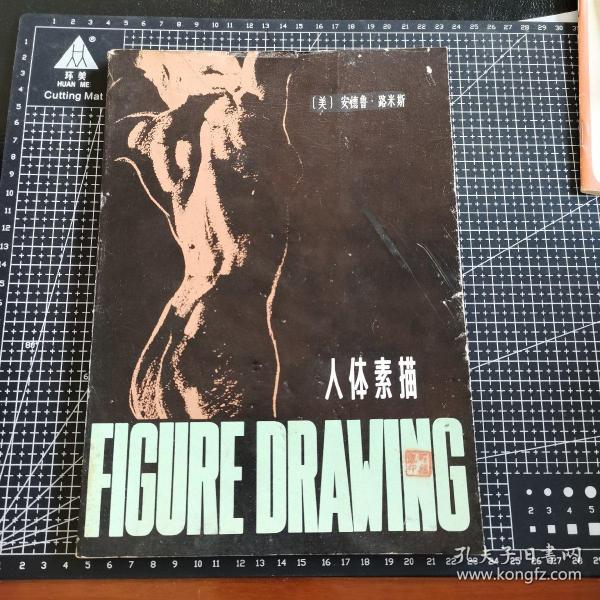 环美
HUAN MEI
Cutting Mat
〔美〕安德鲁·路米斯
人体素描
FIGURE DRAWING
孔夫子旧书网
www.kongfz.com